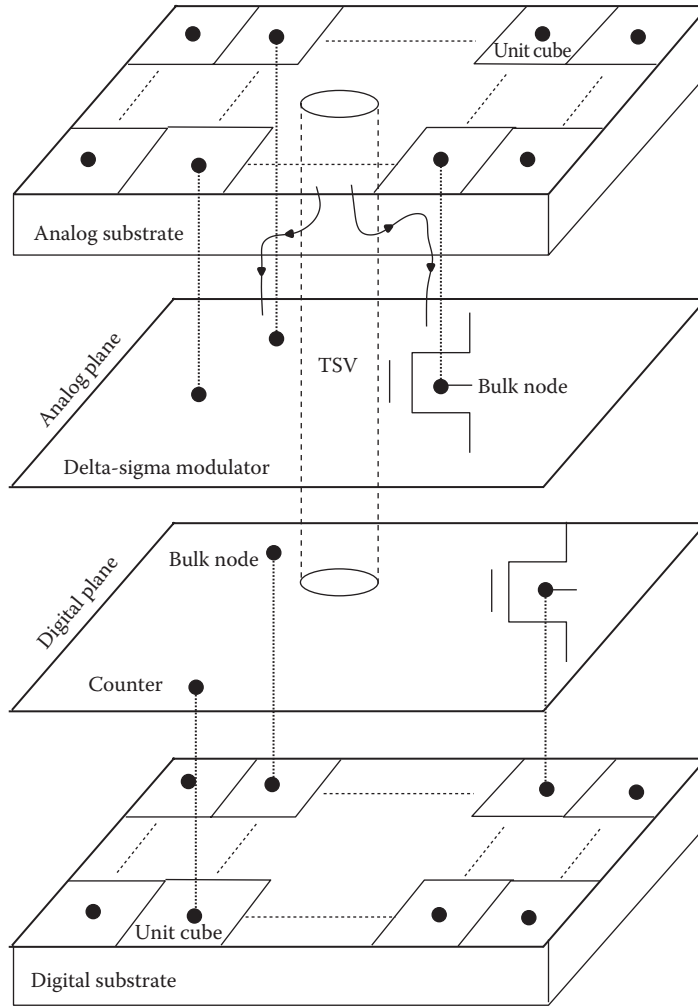 Unit cube
Analog substrate
Analog plane
TSV
Bulk node
Delta-sigma modulator
Digital plane
Bulk node
Counter
Unit cube
Digital substrate